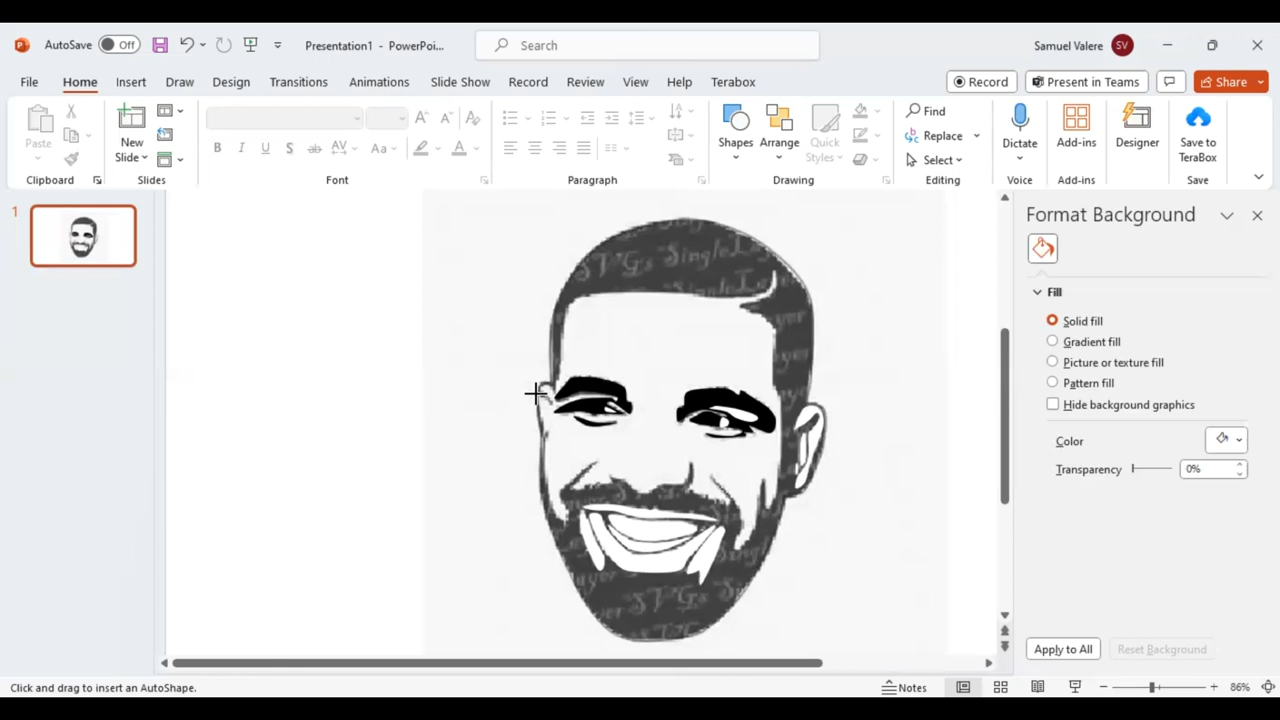 AutoSave Off Presentation1 - PowerPoi... Search Samuel Valere SV
File Home Insert Draw Design Transitions Animations Slide Show Record Review View Help Terabox Record Present in Teams Share
Paste New Slide B I U S ab AV Aa A A A A Shapes Arrange Quick Styles Find Replace Select Dictate Add-ins Designer Save to TeraBox
Clipboard Slides Font Paragraph Drawing Editing Voice Add-ins Save
1
Format Background
Fill
Solid fill
Gradient fill
Picture or texture fill
Pattern fill
Hide background graphics
Color
Transparency 0%
Apply to All Reset Background
Click and drag to insert an AutoShape. Notes 86%